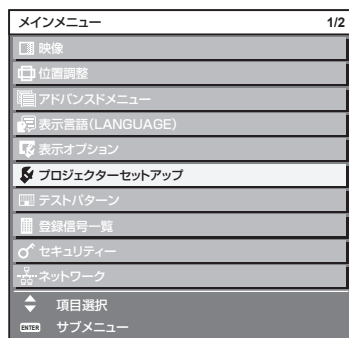 メインメニュー 1/2
映像
位置調整
アドバンスドメニュー
表示言語(LANGUAGE)
表示オプション
プロジェクターセットアップ
テストパターン
登録信号一覧
セキュリティー
ネットワーク
項目選択
ENTER サブメニュー